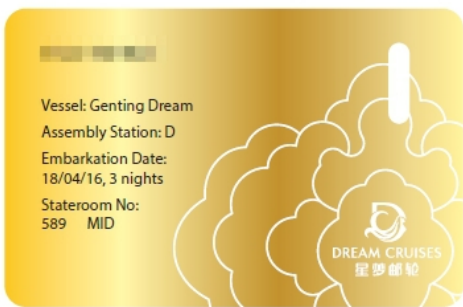 Vessel: Genting Dream
Assembly Station: D
Embarkation Date:
18/04/16, 3 nights
Stateroom No:
589 MID
DREAM CRUISES
星梦邮轮